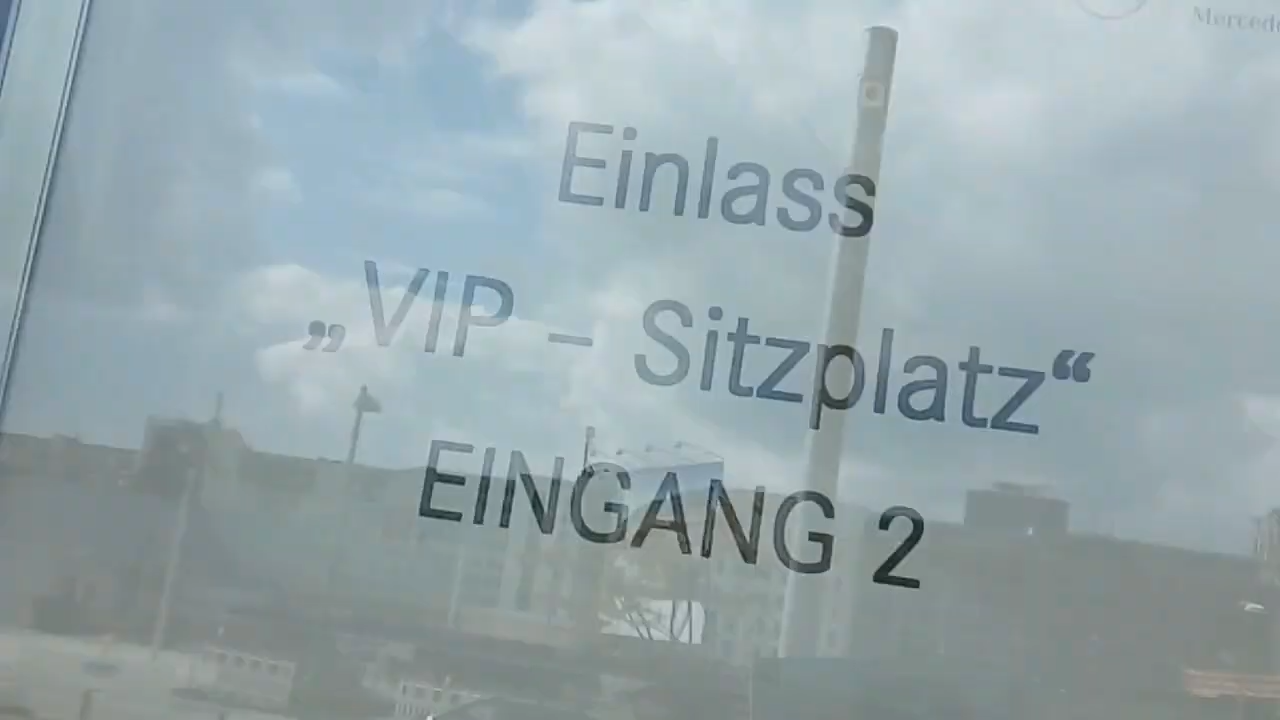 Einlass
„VIP – Sitzplatz“
EINGANG 2